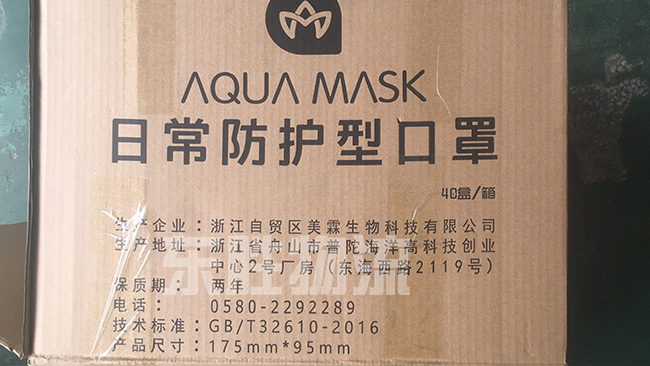 AQUA MASK
日常防护型口罩
40盒/箱
生产企业：浙江自贸区美霖生物科技有限公司
生产地址：浙江省舟山市普陀海洋高科技创业
中心2号厂房（东海西路2119号）
保质期：两年
电话：0580-2292289
技术标准：GB/T32610-2016
产品尺寸：175mm*95mm